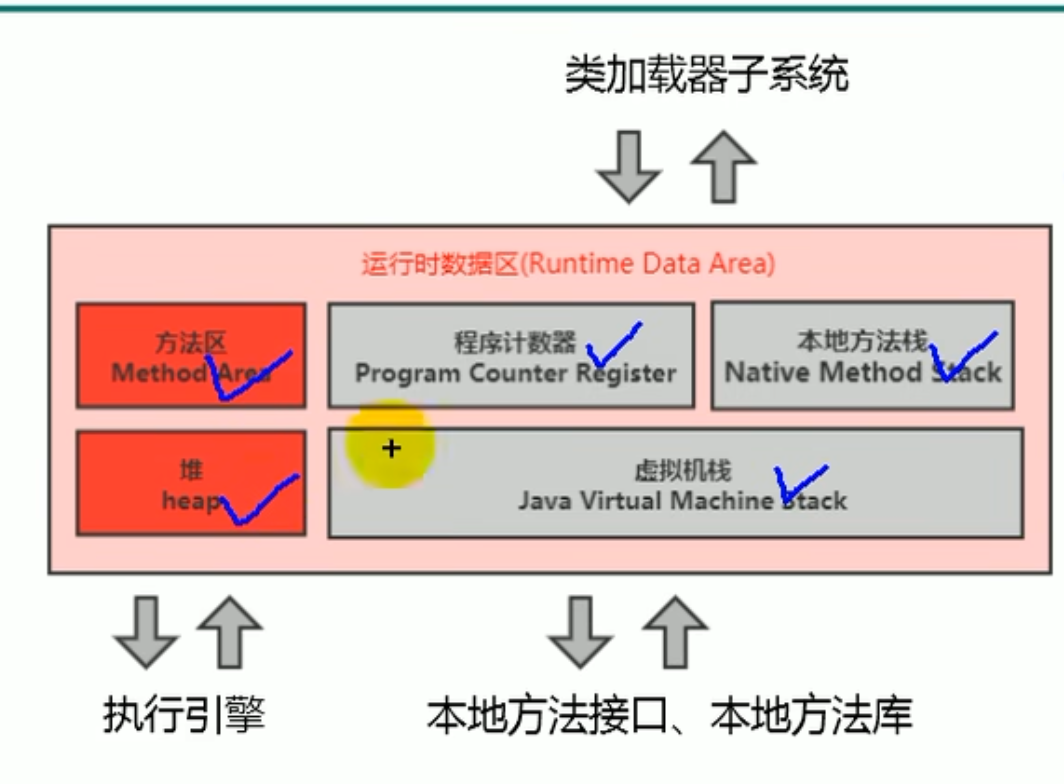 类加载器子系统
运行时数据区(Runtime Data Area)
方法区
Method Area
程序计数器
Program Counter Register
本地方法栈
Native Method Stack
堆
heap
虚拟机栈
Java Virtual Machine Stack
执行引擎
本地方法接口、本地方法库